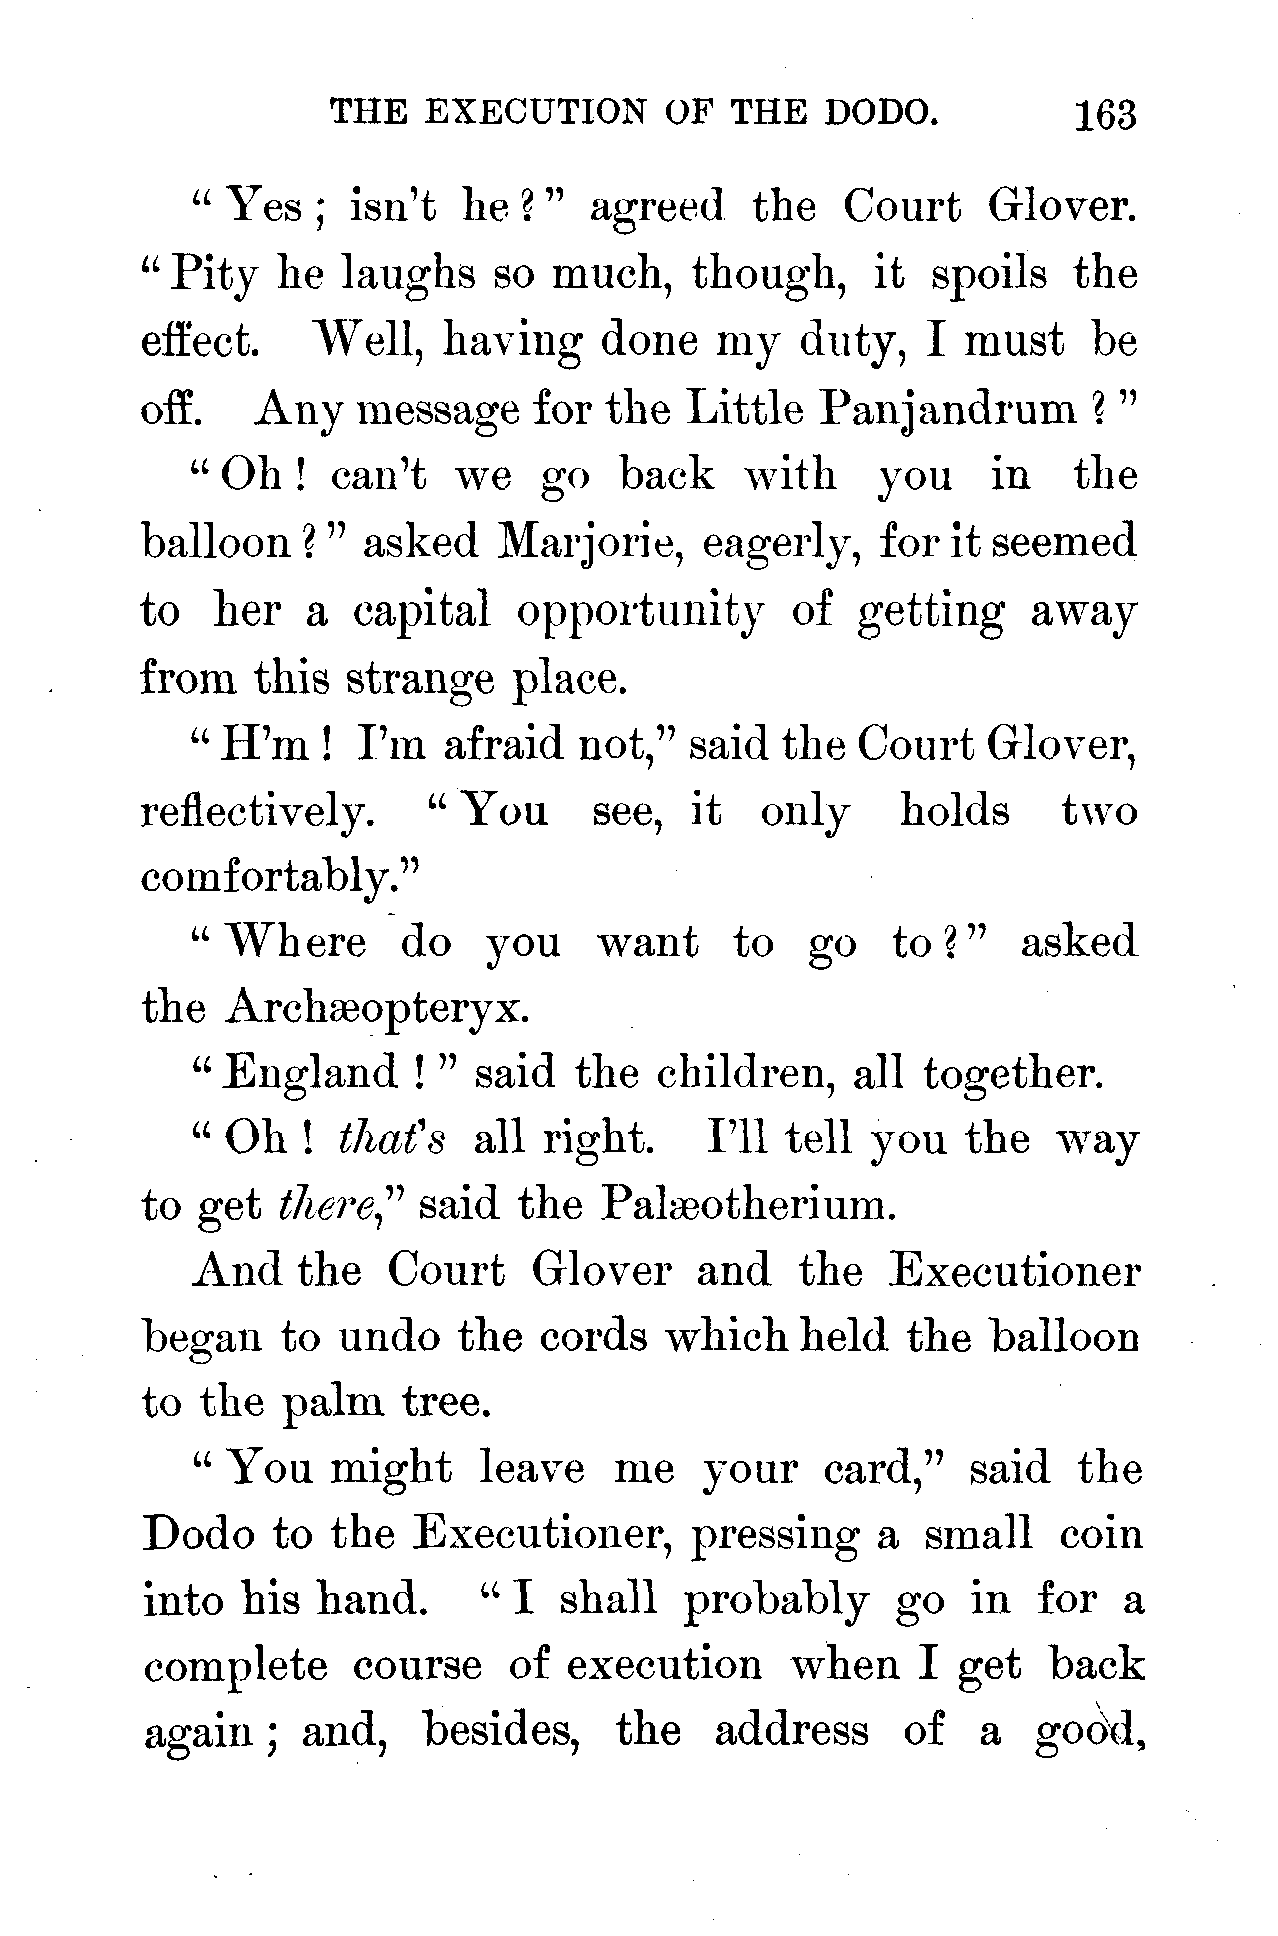 THE EXECUTION OF THE DODO. 163
“ Yes ; isn’t he ? ” agreed the Court Glover.
“ Pity he laughs so much, though, it spoils the
effect. Well, having done my duty, I must be
off. Any message for the Little Panjandrum ? ”
“ Oh ! can’t we go back with you in the
balloon ? ” asked Marjorie, eagerly, for it seemed
to her a capital opportunity of getting away
from this strange place.
“ H’m ! I’m afraid not,” said the Court Glover,
reflectively. “ You see, it only holds two
comfortably.”
“ Where do you want to go to ? ” asked
the Archæopteryx.
“ England ! ” said the children, all together.
“ Oh ! that’s all right. I’ll tell you the way
to get there,” said the Palæotherium.
And the Court Glover and the Executioner
began to undo the cords which held the balloon
to the palm tree.
“ You might leave me your card,” said the
Dodo to the Executioner, pressing a small coin
into his hand. “ I shall probably go in for a
complete course of execution when I get back
again ; and, besides, the address of a good,